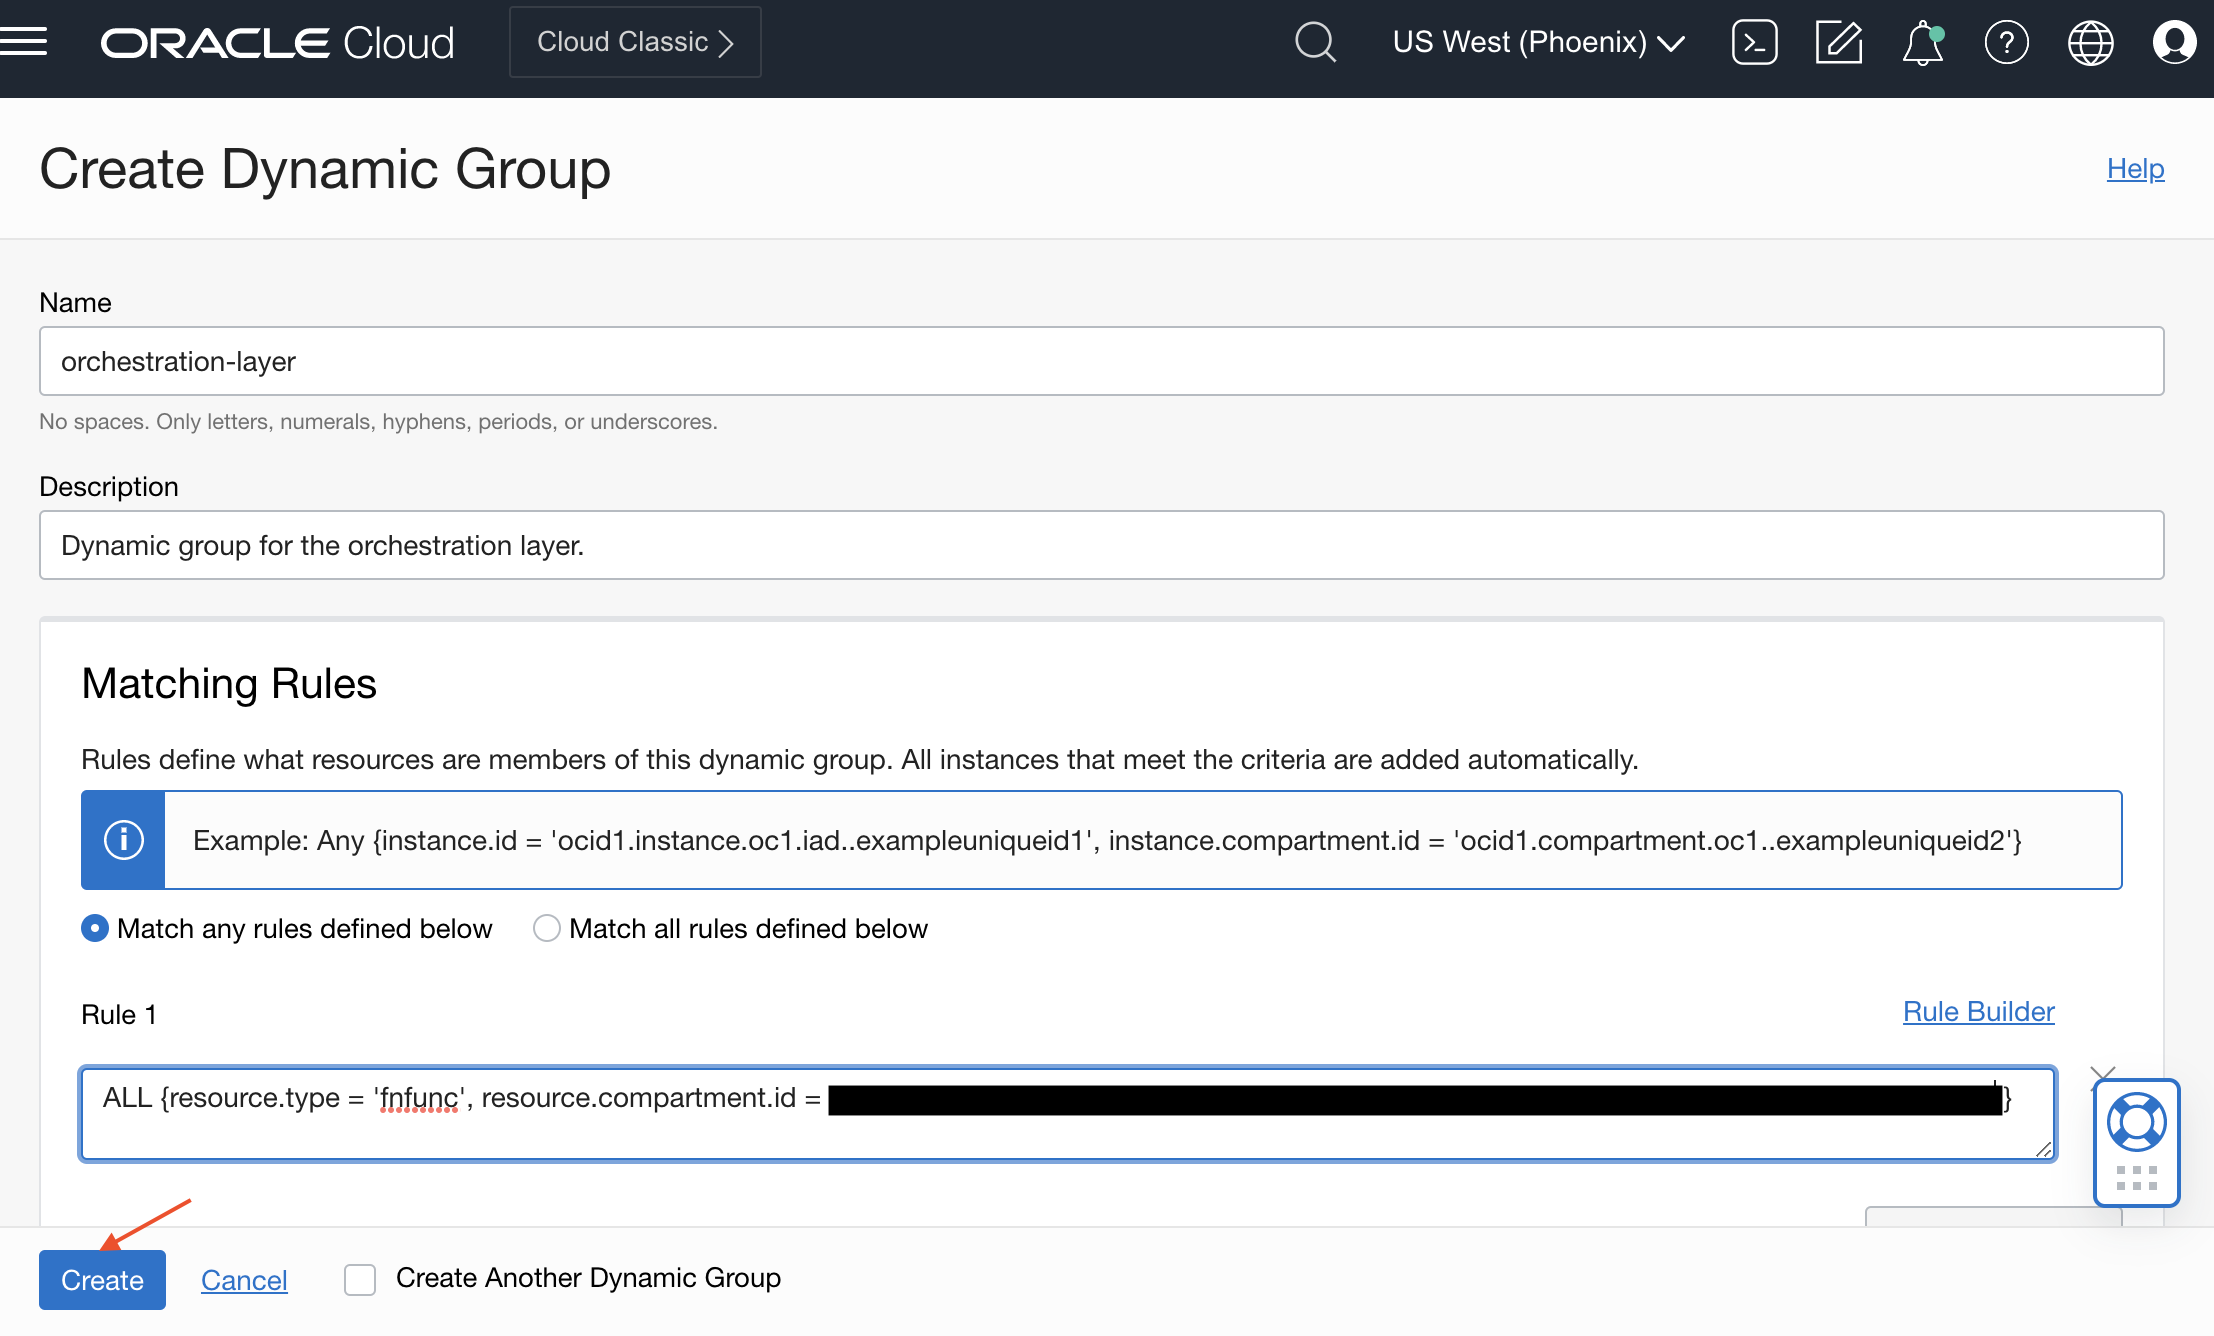 ORACLE Cloud
Cloud Classic
US West (Phoenix)
Create Dynamic Group
Help
Name
orchestration-layer
No spaces. Only letters, numerals, hyphens, periods, or underscores.
Description
Dynamic group for the orchestration layer.
Matching Rules
Rules define what resources are members of this dynamic group. All instances that meet the criteria are added automatically.
Example: Any {instance.id = 'ocid1.instance.oc1.iad..exampleuniqueid1', instance.compartment.id = 'ocid1.compartment.oc1..exampleuniqueid2'}
Match any rules defined below Match all rules defined below
Rule 1
Rule Builder
ALL {resource.type = 'fnfunc', resource.compartment.id = }
Create Cancel Create Another Dynamic Group